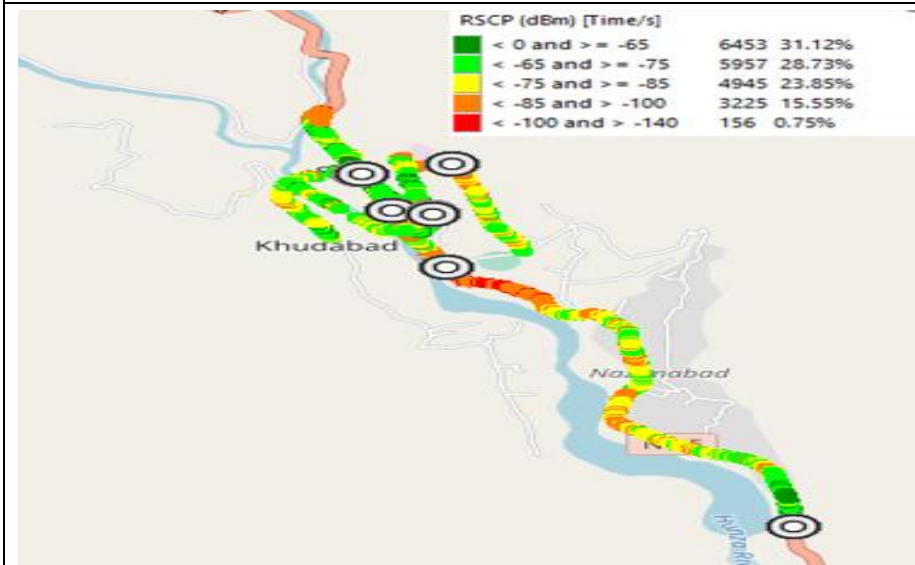 RSCP (dBm) [Time/s]
< 0 and >= -65 6453 31.12%
< -65 and >= -75 5957 28.73%
< -75 and >= -85 4945 23.85%
< -85 and > -100 3225 15.55%
< -100 and > -140 156 0.75%
Khudabad